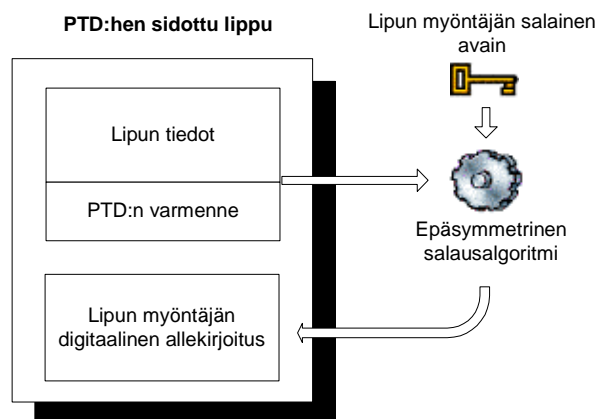 PTD:hen sidottu lippu
Lipun myöntäjän salainen
avain
Lipun tiedot
PTD:n varmenne
Epäsymmetrinen
salausalgoritmi
Lipun myöntäjän
digitaalinen allekirjoitus